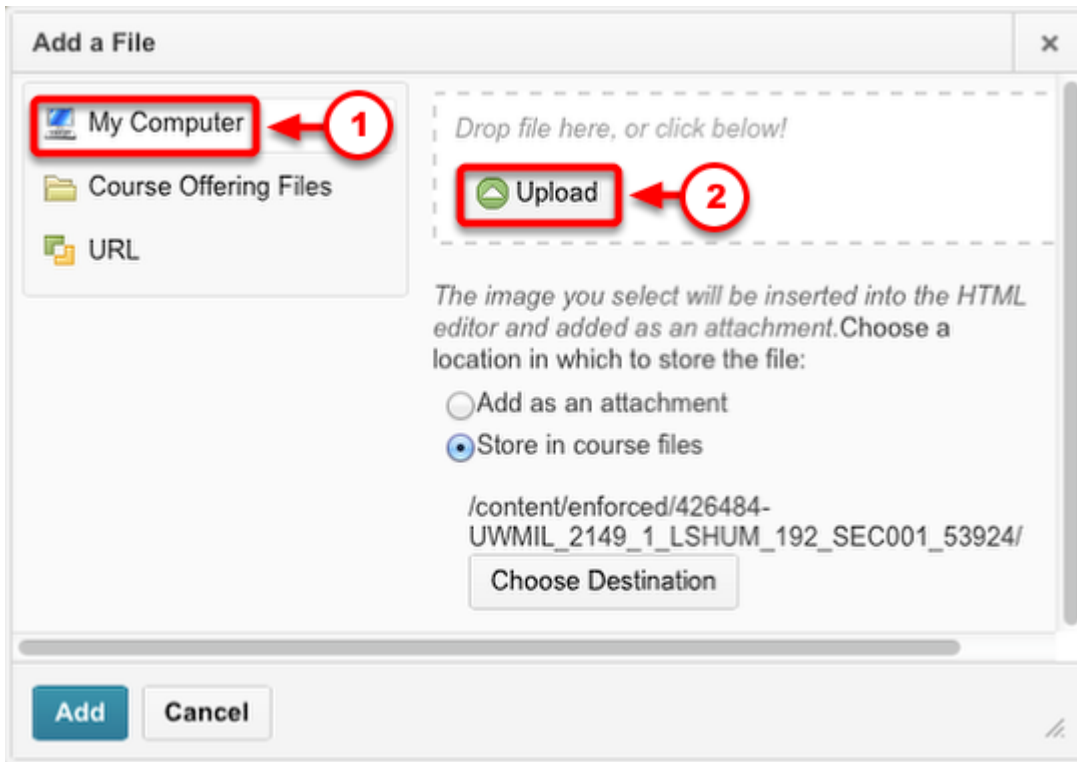 Add a File
×
My Computer
1
Course Offering Files
URL
Drop file here, or click below!
Upload
2
The image you select will be inserted into the HTML
editor and added as an attachment.Choose a
location in which to store the file:
Add as an attachment
Store in course files
/content/enforced/426484-
UWMIL_2149_1_LSHUM_192_SEC001_53924/
Choose Destination
Add
Cancel